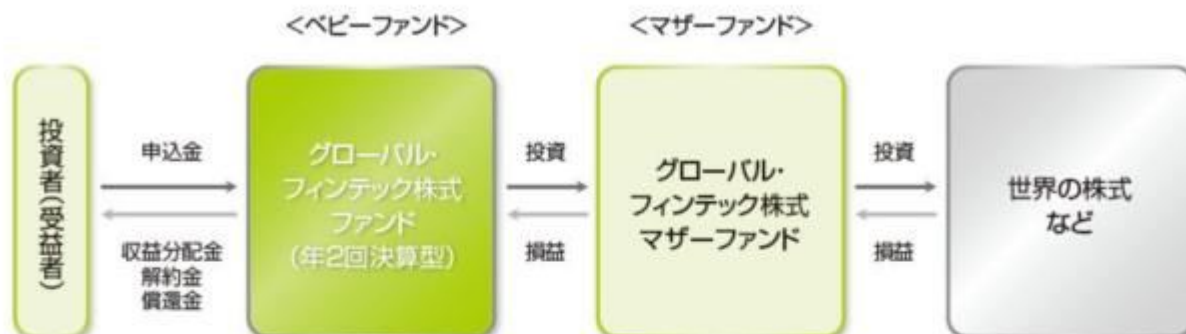 <ベビーファンド>
<マザーファンド>
投資者(受益者)
申込金
収益分配金
解約金
償還金
グローバル・
フィンテック株式
ファンド
(年2回決算型)
投資
損益
グローバル・
フィンテック株式
マザーファンド
投資
損益
世界の株式
など